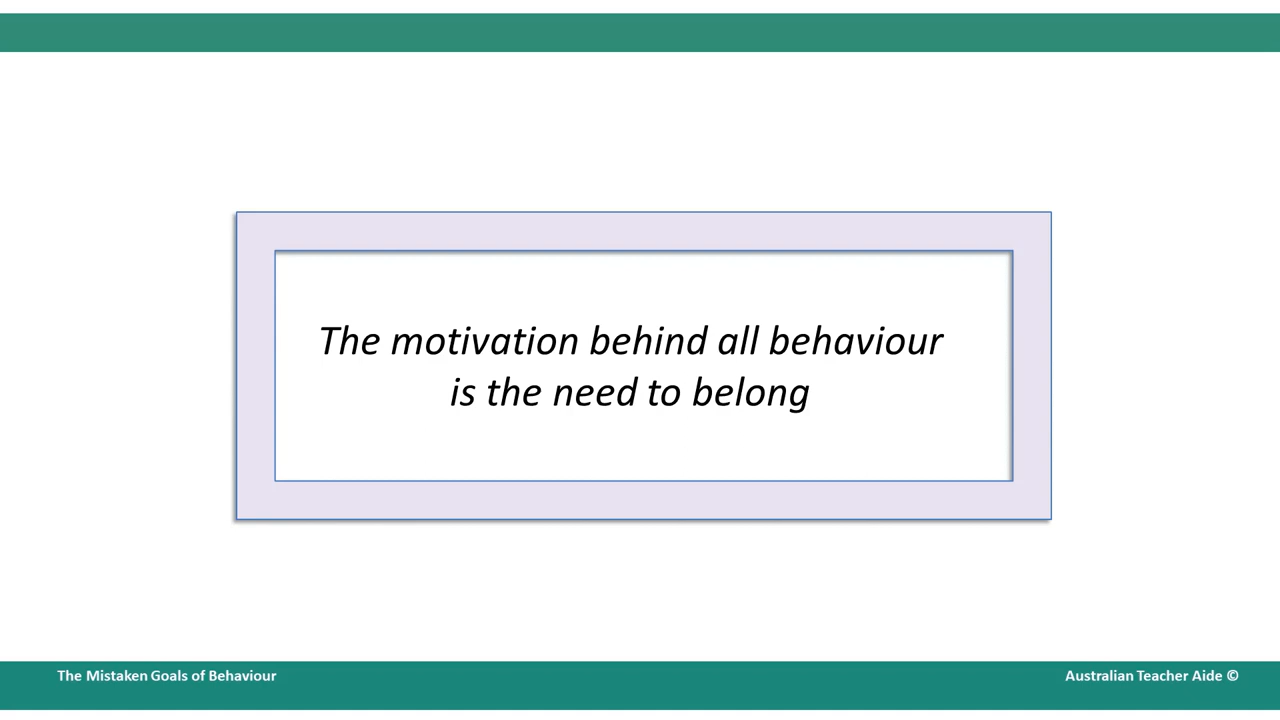 The motivation behind all behaviour
is the need to belong
The Mistaken Goals of Behaviour
Australian Teacher Aide ©